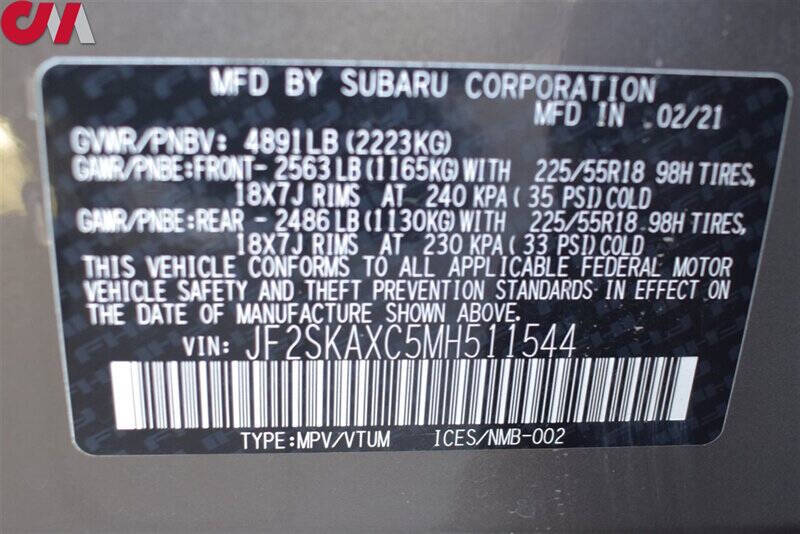 CM
MFD BY SUBARU CORPORATION
MFD IN 02/21
GVWR/PNBV: 4891LB(2223KG)
GAWR/PNBE:FRONT-2563LB(1165KG)WITH 225/55R18 98H TIRES,
18X7J RIMS AT 240 KPA(35 PSI)COLD
GAWR/PNBE:REAR -2486LB(1130KG)WITH 225/55R18 98H TIRES,
18X7J RIMS AT 230 KPA(33 PSI)COLD
THIS VEHICLE CONFORMS TO ALL APPLICABLE FEDERAL MOTOR
VEHICLE SAFETY AND THEFT PREVENTION STANDARDS IN EFFECT ON
THE DATE OF MANUFACTURE SHOWN ABOVE.
VIN: JF2SKAXC5MH511544
TYPE:MPV/VTUM ICES/NMB-002